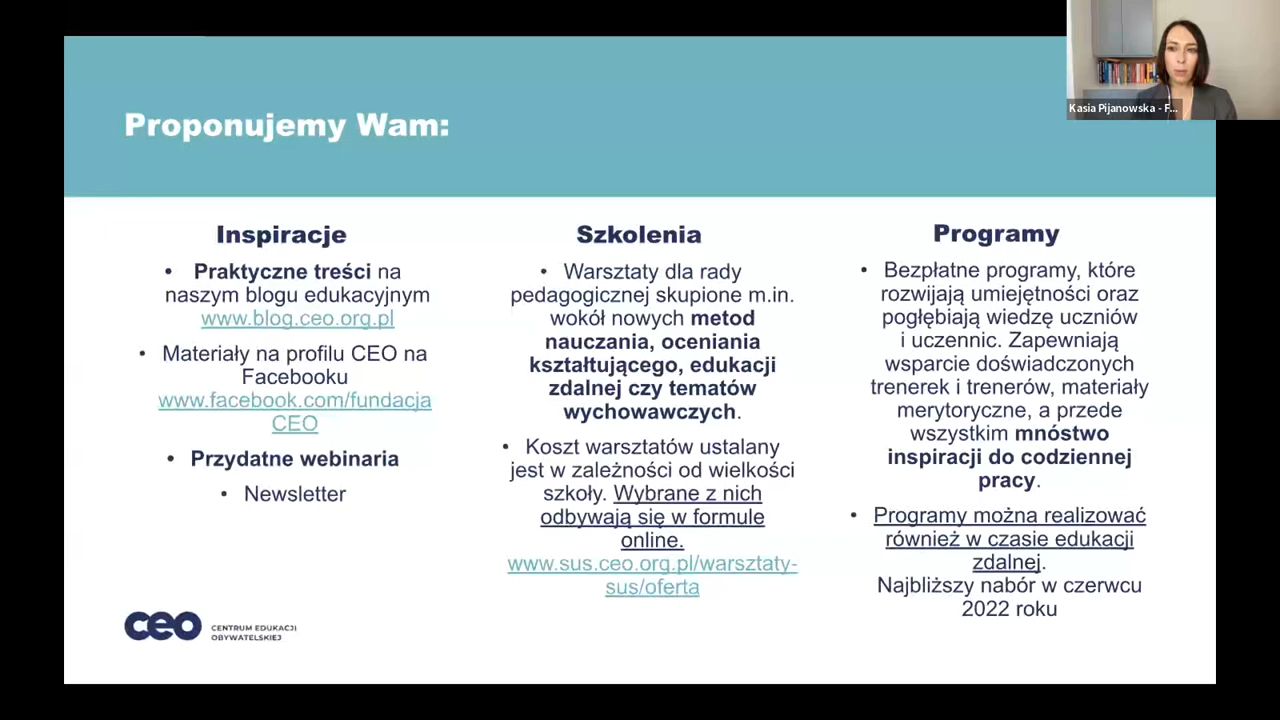 Kasia Pijanowska - F...
Proponujemy Wam:
Inspiracje
• Praktyczne treści na
naszym blogu edukacyjnym
www.blog.ceo.org.pl
• Materiały na profilu CEO na
Facebooku
www.facebook.com/fundacja
CEO
• Przydatne webinaria
• Newsletter
Szkolenia
• Warsztaty dla rady
pedagogicznej skupione m.in.
wokół nowych metod
nauczania, oceniania
kształtującego, edukacji
zdalnej czy tematów
wychowawczych.
• Koszt warsztatów ustalany
jest w zależności od wielkości
szkoły. Wybrane z nich
odbywają się w formule
online.
www.sus.ceo.org.pl/warsztaty-
sus/oferta
Programy
• Bezpłatne programy, które
rozwijają umiejętności oraz
pogłębiają wiedzę uczniów
i uczennic. Zapewniają
wsparcie doświadczonych
trenerek i trenerów, materiały
merytoryczne, a przede
wszystkim mnóstwo
inspiracji do codziennej
pracy.
• Programy można realizować
również w czasie edukacji
zdalnej.
Najbliższy nabór w czerwcu
2022 roku
ceo
CENTRUM EDUKACJI
OBYWATELSKIEJ